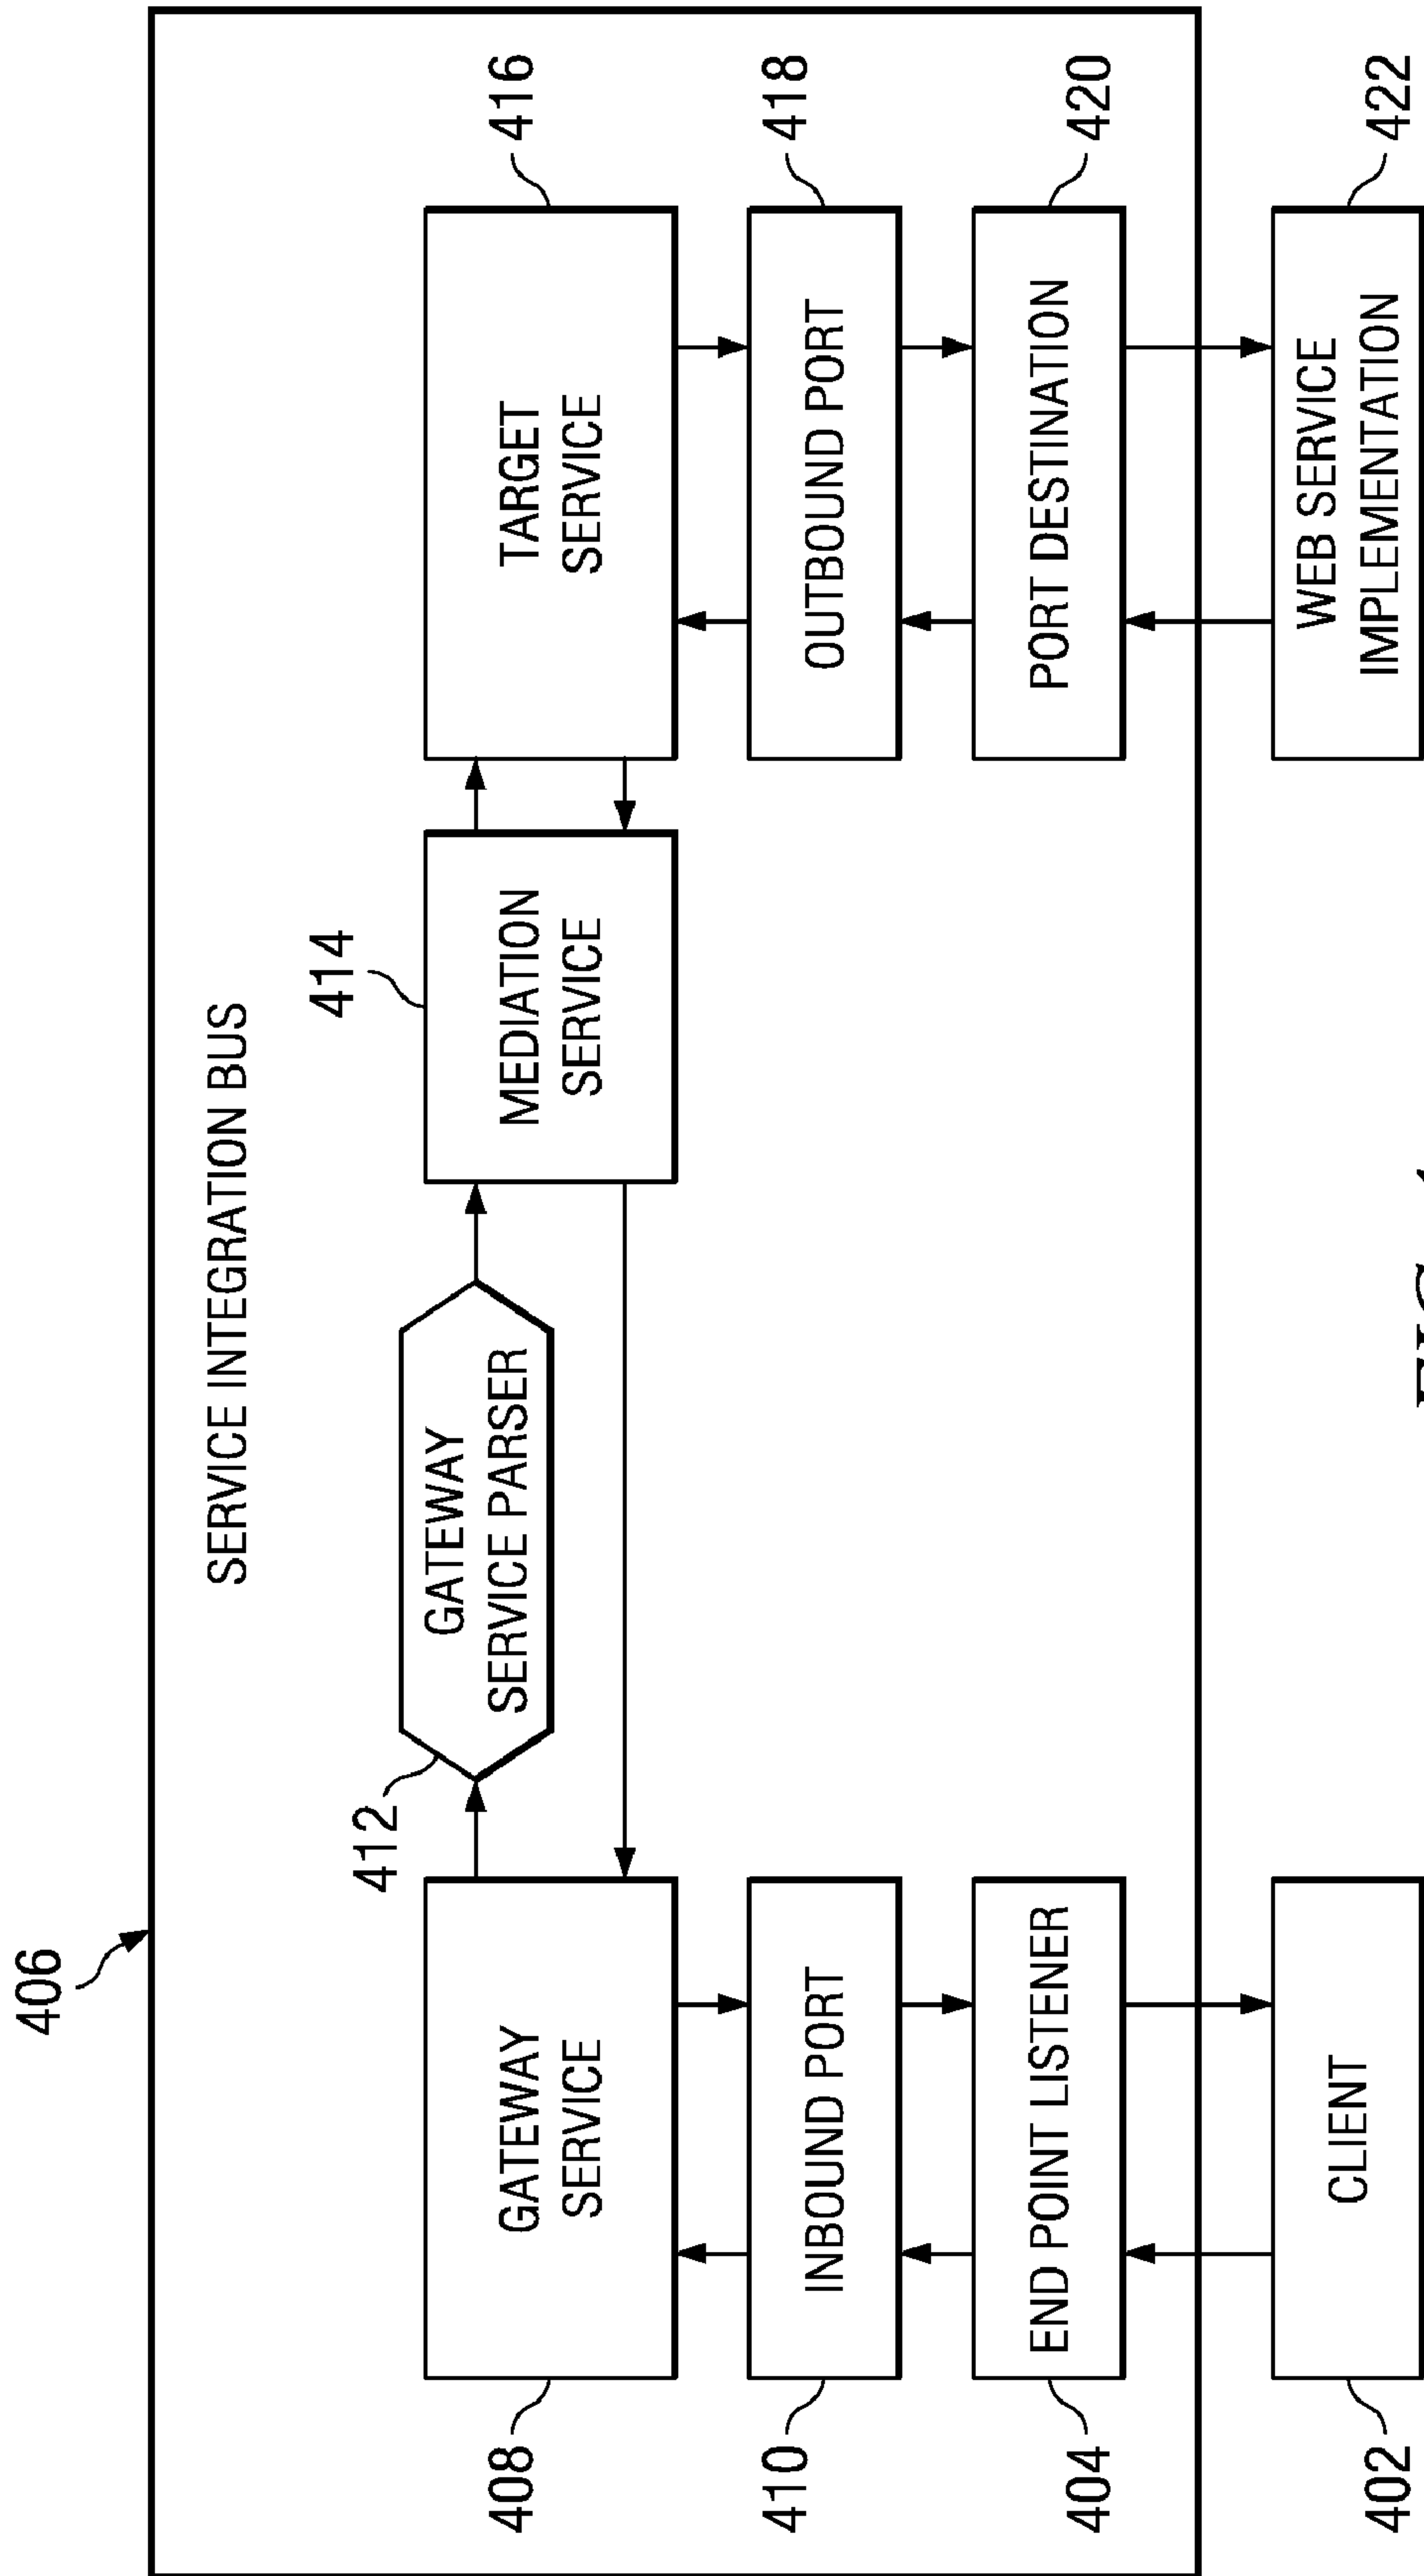 406
SERVICE INTEGRATION BUS
414
412
GATEWAY
SERVICE PARSER
408
GATEWAY
SERVICE
MEDIATION
SERVICE
TARGET
SERVICE
416
410
INBOUND PORT
OUTBOUND PORT
418
404
END POINT LISTENER
PORT DESTINATION
420
402
CLIENT
WEB SERVICE
IMPLEMENTATION
422